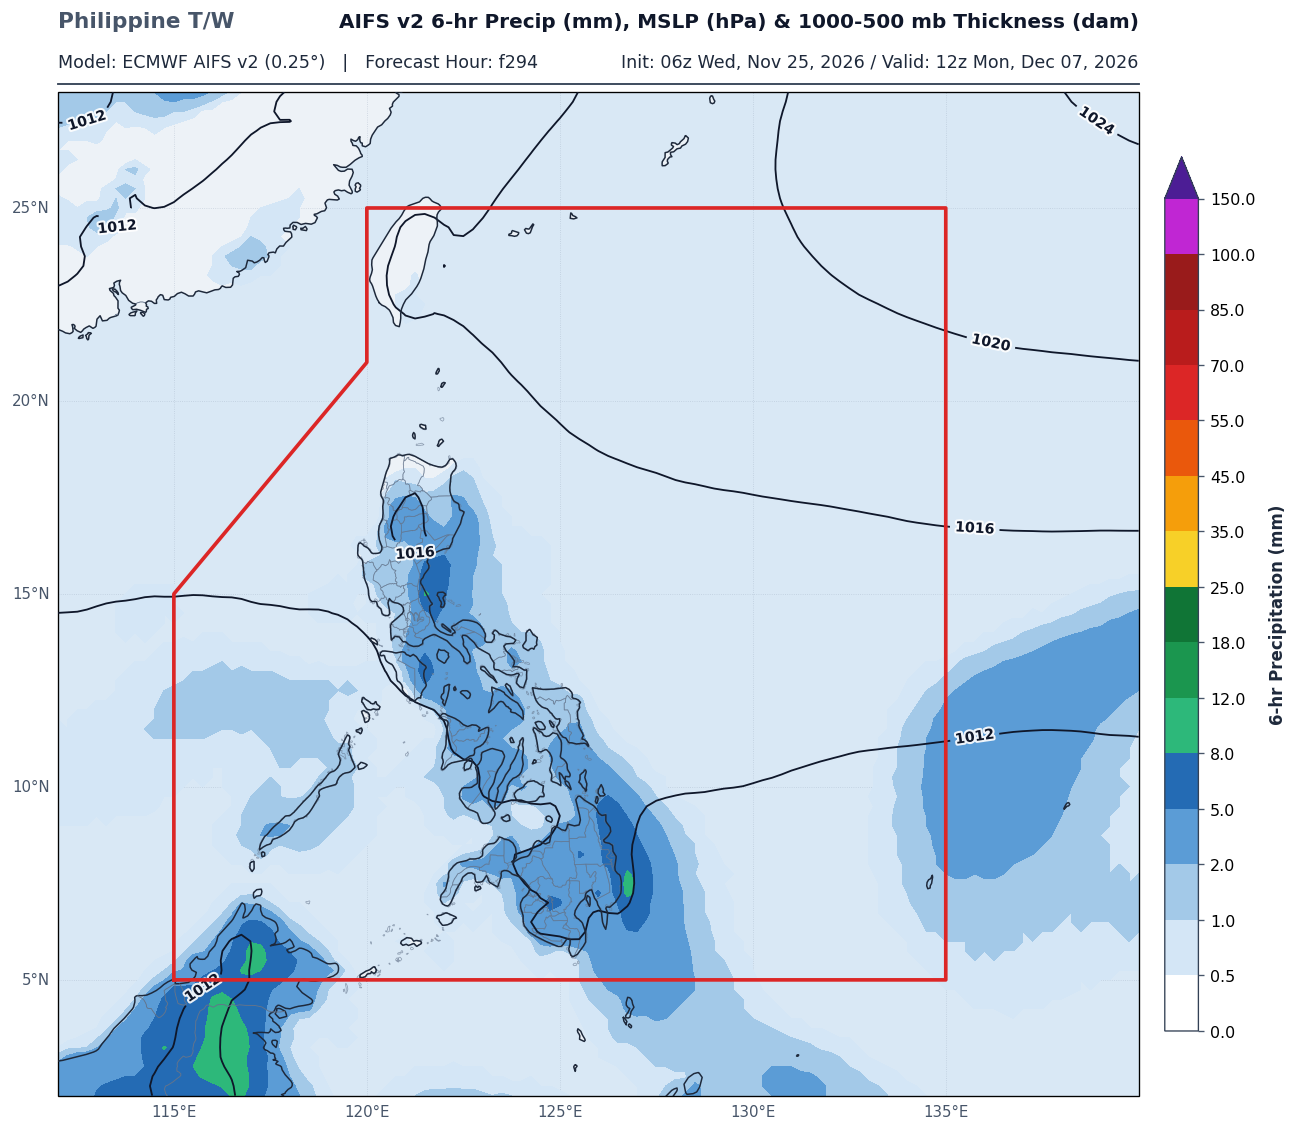 Philippine T/W
AIFS v2 6-hr Precip (mm), MSLP (hPa) & 1000-500 mb Thickness (dam)
Model: ECMWF AIFS v2 (0.25°) | Forecast Hour: f294
Init: 06z Wed, Nov 25, 2026 / Valid: 12z Mon, Dec 07, 2026
1012
1024
1012
1020
1016
1016
1012
1012
25°N
20°N
15°N
10°N
5°N
115°E
120°E
125°E
130°E
135°E
150.0
100.0
85.0
70.0
55.0
45.0
35.0
25.0
18.0
12.0
8.0
5.0
2.0
1.0
0.5
0.0
6-hr Precipitation (mm)